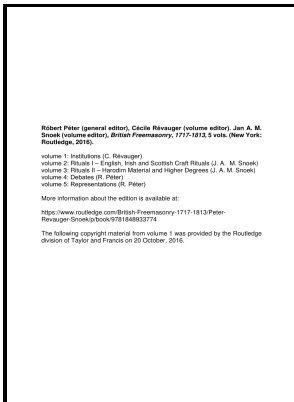 Róbert Péter (general editor), Cécile Révauger (volume editor). Jan A. M.
Snoek (volume editor), British Freemasonry, 1717-1813, 5 vols. (New York:
Routledge, 2016).
volume 1: Institutions (C. Révauger)
volume 2: Rituals I – English, Irish and Scottish Craft Rituals (J. A. M. Snoek)
volume 3: Rituals II – Harodim Material and Higher Degrees (J. A. M. Snoek)
volume 4: Debates (R. Péter)
volume 5: Representations (R. Péter)
More information about the edition is available at:
https://www.routledge.com/British-Freemasonry-1717-1813/Peter-
Revauger-Snoek/p/book/9781848933774
The following copyright material from volume 1 was provided by the Routledge
division of Taylor and Francis on 20 October, 2016.